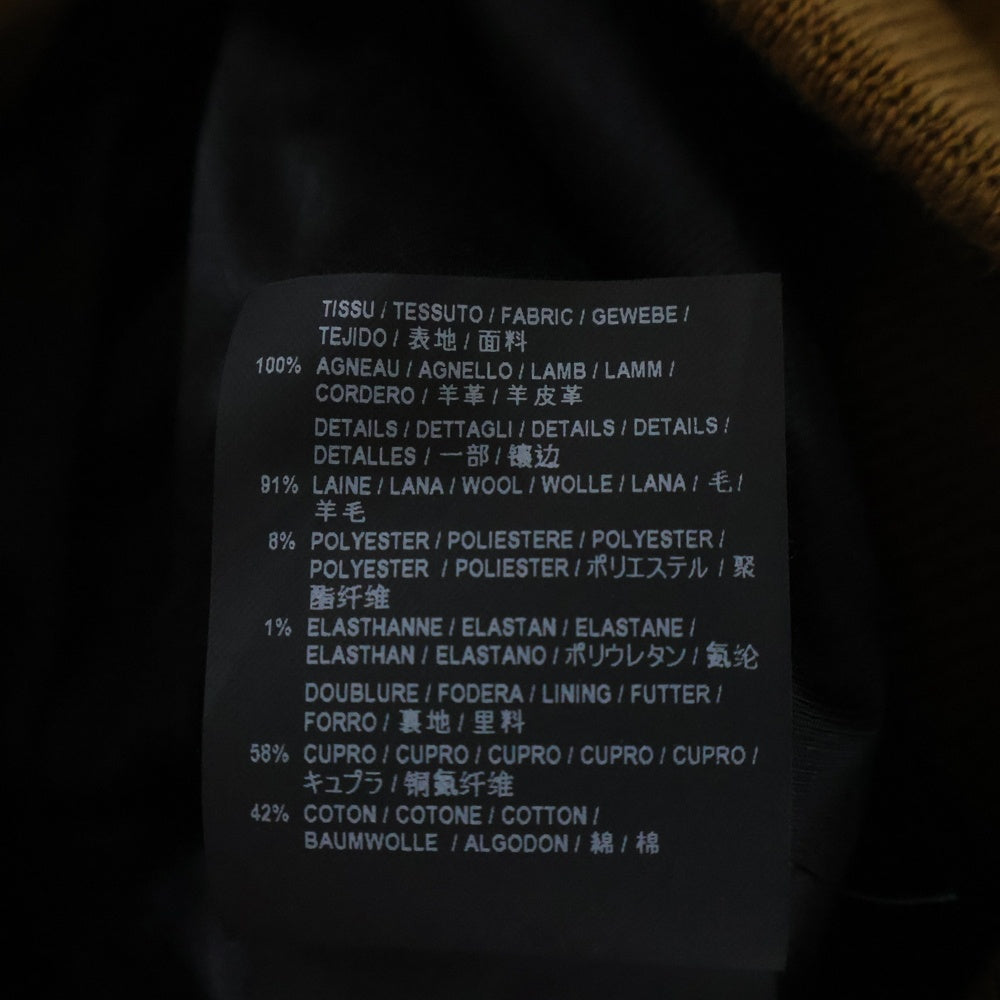 TISSU / TESSUTO / FABRIC / GEWEBE /
TEJIDO / 表地 / 面料
100% AGNEAU / AGNELLO / LAMB / LAMM /
CORDERO / 羊革 / 羊皮革
DETAILS / DETTAGLI / DETAILS / DETAILS /
DETALLES / 一部 / 镶边
91% LAINE / LANA / WOOL / WOLLE / LANA / 毛 /
羊毛
8% POLYESTER / POLIESTERE / POLYESTER /
POLYESTER / POLIESTER / ポリエステル / 聚
酯纤维
1% ELASTHANNE / ELASTAN / ELASTANE /
ELASTHAN / ELASTANO / ポリウレタン / 氨纶
DOUBLURE / FODERA / LINING / FUTTER /
FORRO / 裏地 / 里料
58% CUPRO / CUPRO / CUPRO / CUPRO / CUPRO /
キュプラ / 铜氨纤维
42% COTON / COTONE / COTTON /
BAUMWOLLE / ALGODON / 綿 / 棉